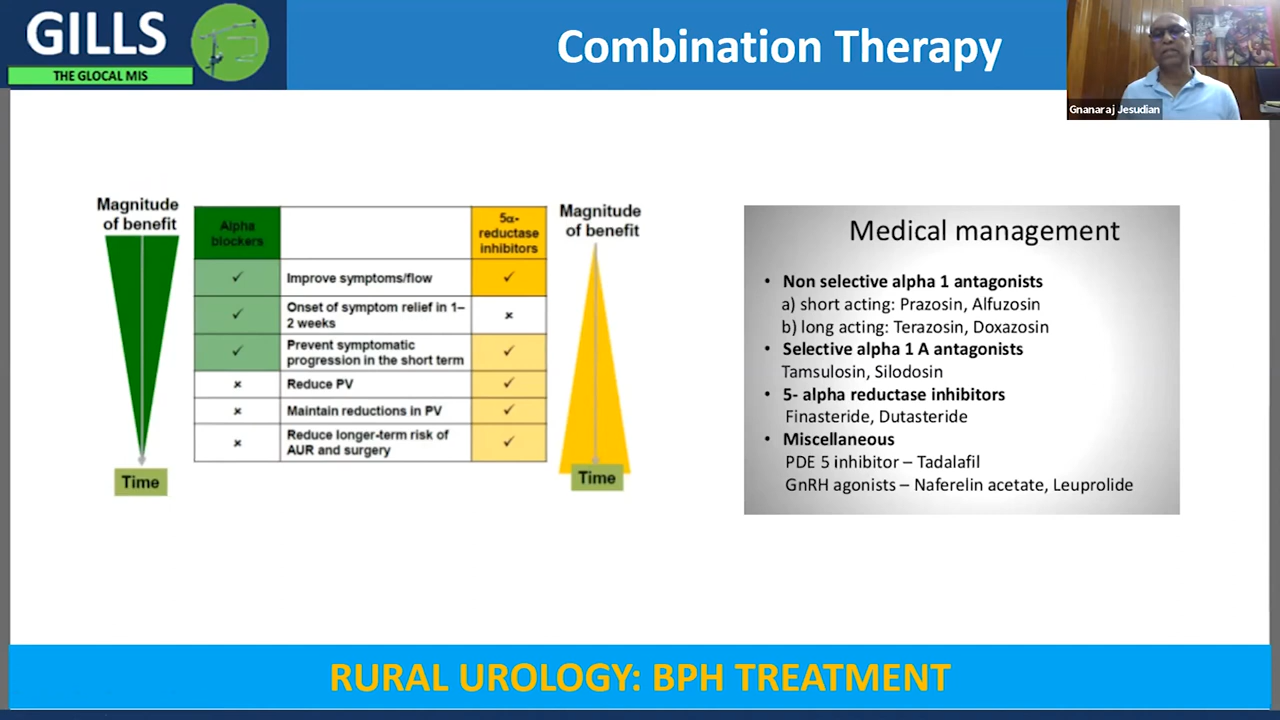 GILLS
THE GLOCAL MIS
Combination Therapy
Gnanaraj Jesudian
Magnitude
of benefit
Time
Alpha
blockers
5α-
reductase
inhibitors
✓
Improve symptoms/flow
✓
✓
Onset of symptom relief in 1–
2 weeks
×
✓
Prevent symptomatic
progression in the short term
✓
×
Reduce PV
✓
×
Maintain reductions in PV
✓
×
Reduce longer-term risk of
AUR and surgery
✓
Magnitude
of benefit
Time
Medical management
• Non selective alpha 1 antagonists
a) short acting: Prazosin, Alfuzosin
b) long acting: Terazosin, Doxazosin
• Selective alpha 1 A antagonists
Tamsulosin, Silodosin
• 5- alpha reductase inhibitors
Finasteride, Dutasteride
• Miscellaneous
PDE 5 inhibitor – Tadalafil
GnRH agonists – Naferelin acetate, Leuprolide
RURAL UROLOGY: BPH TREATMENT